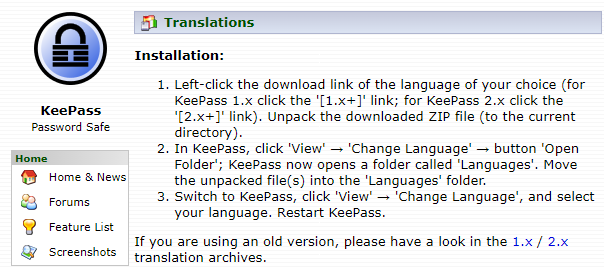 Translations
KeePass
Password Safe
Home
Home & News
Forums
Feature List
Screenshots
Installation:
1. Left-click the download link of the language of your choice (for
KeePass 1.x click the '[1.x+]' link; for KeePass 2.x click the
'[2.x+]' link). Unpack the downloaded ZIP file (to the current
directory).
2. In KeePass, click 'View' → 'Change Language' → button 'Open
Folder'; KeePass now opens a folder called 'Languages'. Move
the unpacked file(s) into the 'Languages' folder.
3. Switch to KeePass, click 'View' → 'Change Language', and select
your language. Restart KeePass.
If you are using an old version, please have a look in the 1.x / 2.x
translation archives.